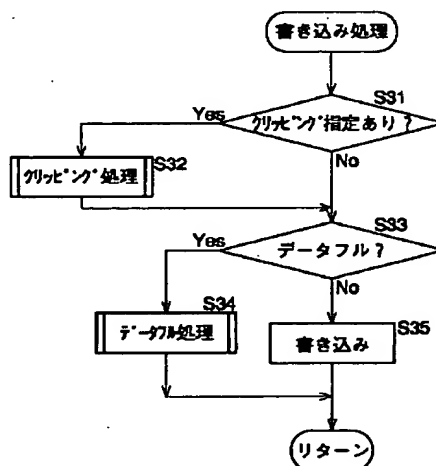 書き込み処理
S31
クリッピング指定あり?
Yes
No
クリッピング処理
S32
S33
データフル?
Yes
No
S34
データフル処理
S35
書き込み
リターン